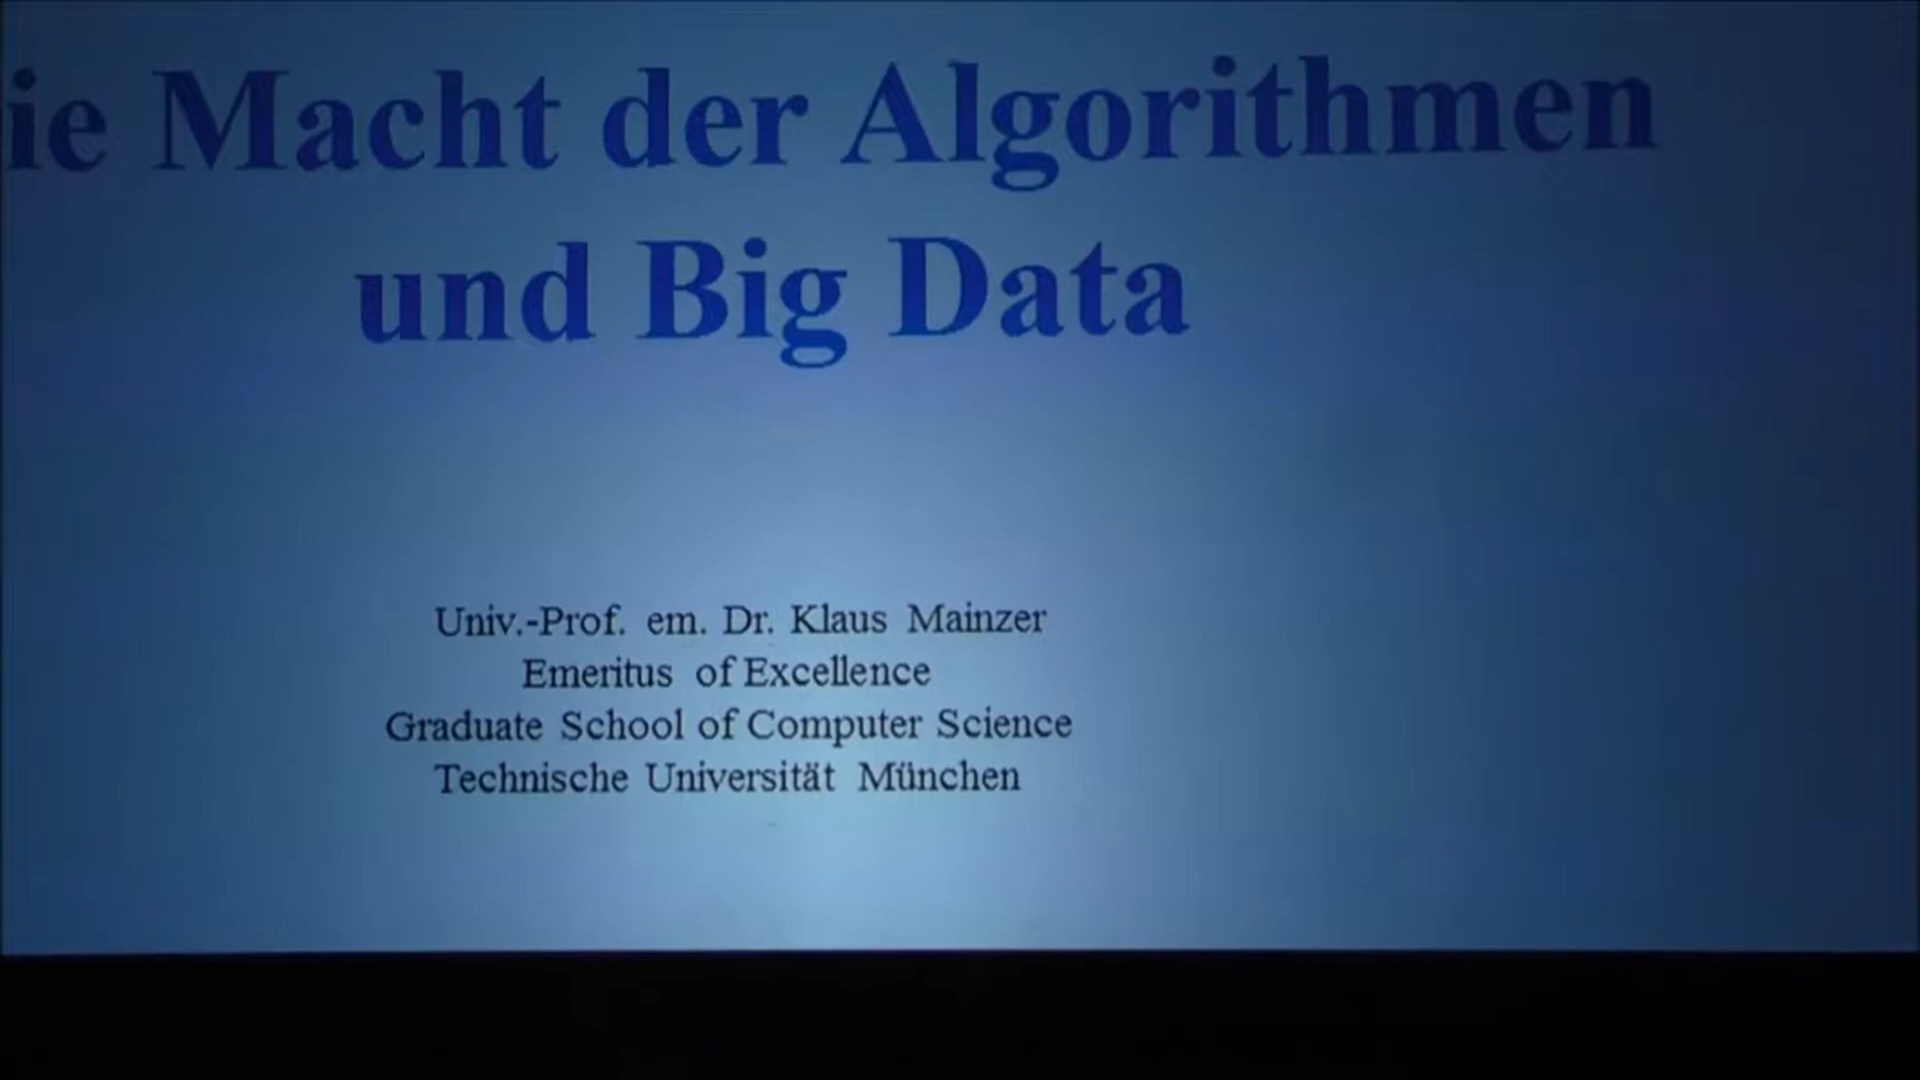 ie Macht der Algorithmen
und Big Data
Univ.-Prof. em. Dr. Klaus Mainzer
Emeritus of Excellence
Graduate School of Computer Science
Technische Universität München